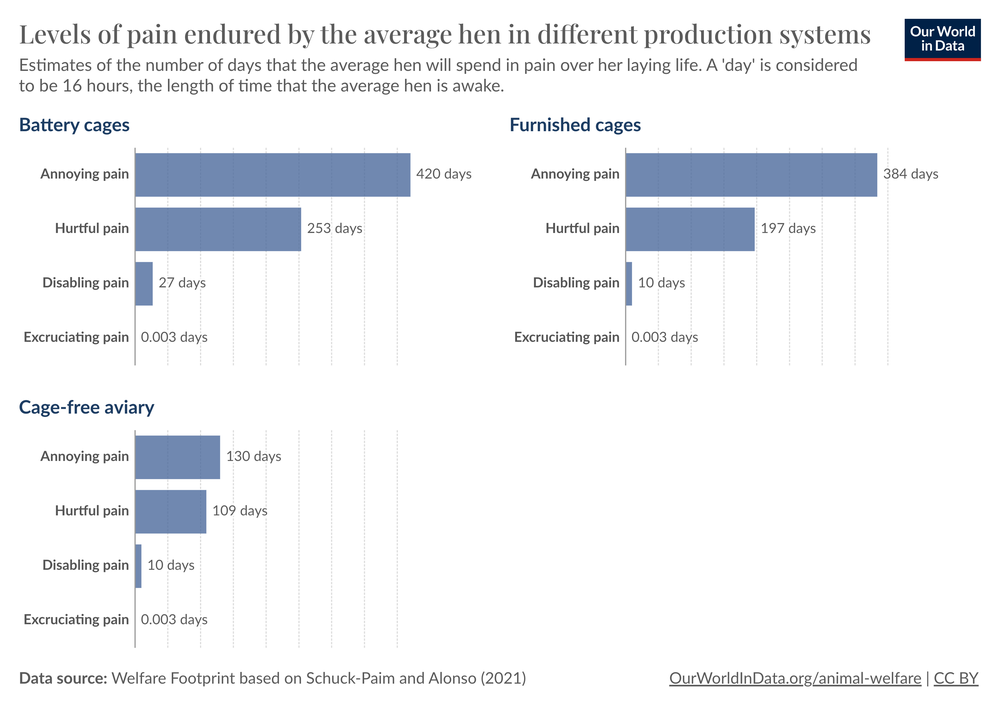 Levels of pain endured by the average hen in different production systems
Our World
in Data
Estimates of the number of days that the average hen will spend in pain over her laying life. A 'day' is considered
to be 16 hours, the length of time that the average hen is awake.
Battery cages
Annoying pain 420 days
Hurtful pain 253 days
Disabling pain 27 days
Excruciating pain 0.003 days
Furnished cages
Annoying pain 384 days
Hurtful pain 197 days
Disabling pain 10 days
Excruciating pain 0.003 days
Cage-free aviary
Annoying pain 130 days
Hurtful pain 109 days
Disabling pain 10 days
Excruciating pain 0.003 days
Data source: Welfare Footprint based on Schuck-Paim and Alonso (2021)
OurWorldInData.org/animal-welfare | CC BY